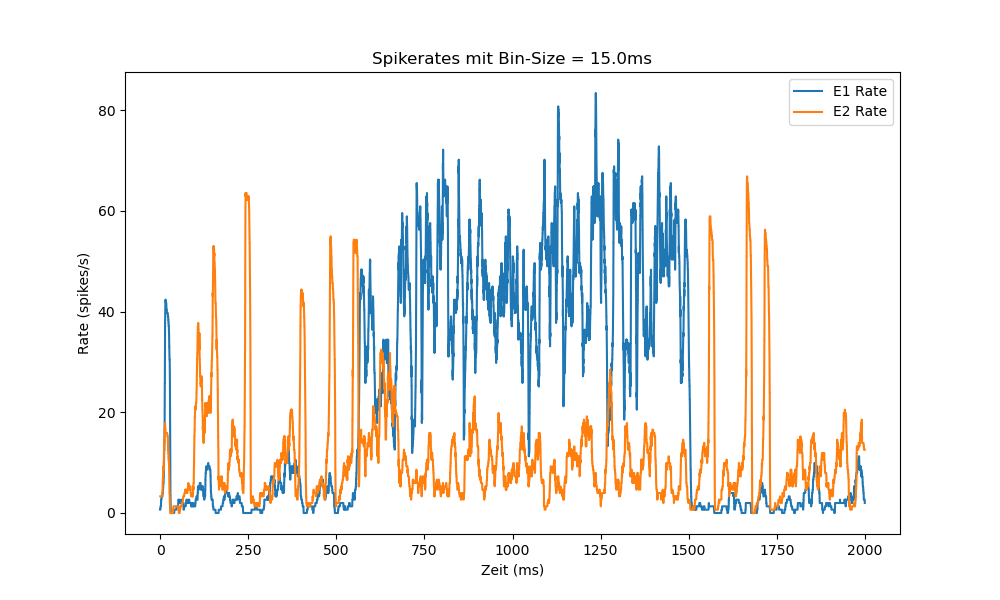 Spikerates mit Bin-Size = 15.0ms
E1 Rate
E2 Rate
80
60
40
20
0
Rate (spikes/s)
0 250 500 750 1000 1250 1500 1750 2000
Zeit (ms)